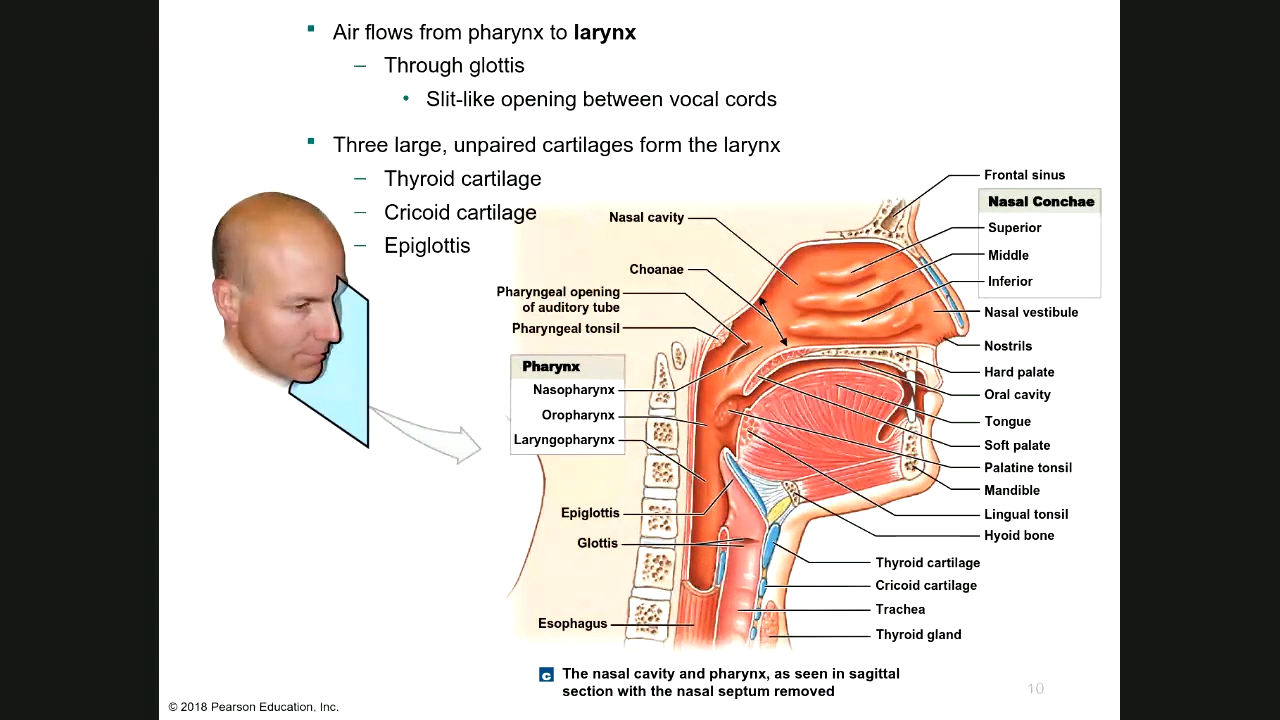 ▪ Air flows from pharynx to larynx
– Through glottis
• Slit-like opening between vocal cords
▪ Three large, unpaired cartilages form the larynx
– Thyroid cartilage
– Cricoid cartilage
– Epiglottis
Nasal cavity
Choanae
Pharyngeal opening
of auditory tube
Pharyngeal tonsil
Pharynx
Nasopharynx
Oropharynx
Laryngopharynx
Epiglottis
Glottis
Esophagus
Frontal sinus
Nasal Conchae
Superior
Middle
Inferior
Nasal vestibule
Nostrils
Hard palate
Oral cavity
Tongue
Soft palate
Palatine tonsil
Mandible
Lingual tonsil
Hyoid bone
Thyroid cartilage
Cricoid cartilage
Trachea
Thyroid gland
c The nasal cavity and pharynx, as seen in sagittal
section with the nasal septum removed
10
© 2018 Pearson Education, Inc.